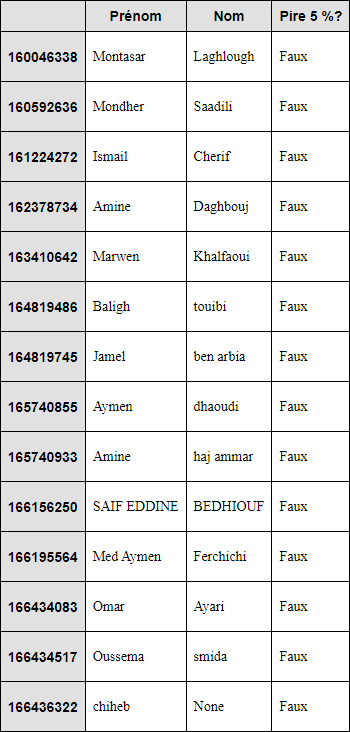 Prénom Nom Pire 5 %?
160046338 Montasar Laghlough Faux
160592636 Mondher Saadili Faux
161224272 Ismail Cherif Faux
162378734 Amine Daghbouj Faux
163410642 Marwen Khalfaoui Faux
164819486 Baligh touibi Faux
164819745 Jamel ben arbia Faux
165740855 Aymen dhaoudi Faux
165740933 Amine haj ammar Faux
166156250 SAIF EDDINE BEDHIOUF Faux
166195564 Med Aymen Ferchichi Faux
166434083 Omar Ayari Faux
166434517 Oussema smida Faux
166436322 chiheb None Faux